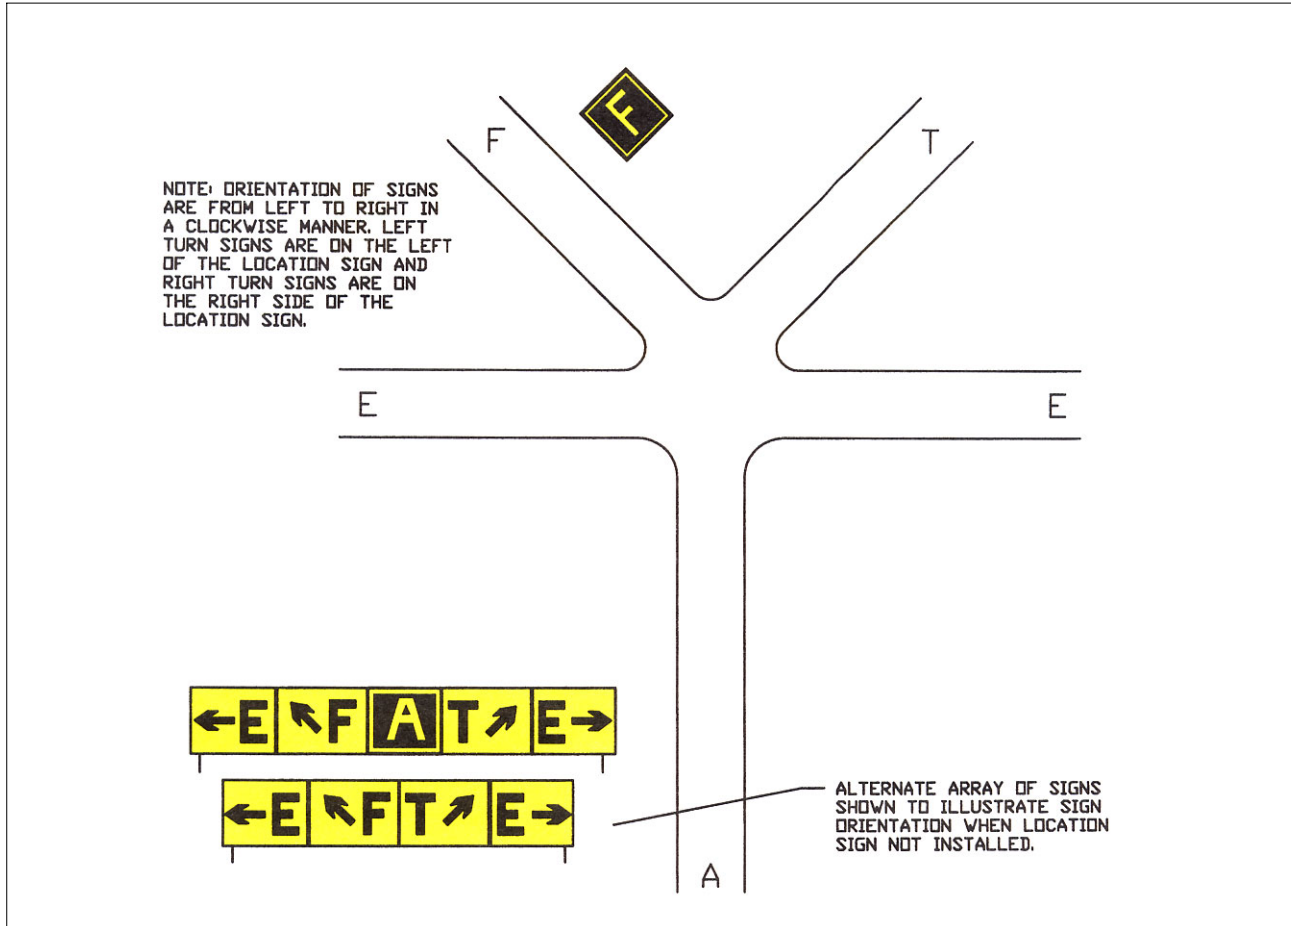 F
F
T
NOTE: ORIENTATION OF SIGNS
ARE FROM LEFT TO RIGHT IN
A CLOCKWISE MANNER. LEFT
TURN SIGNS ARE ON THE LEFT
OF THE LOCATION SIGN AND
RIGHT TURN SIGNS ARE ON
THE RIGHT SIDE OF THE
LOCATION SIGN.
E
E
←E ↖F A T↗ E→
←E ↖F T↗ E→
ALTERNATE ARRAY OF SIGNS
SHOWN TO ILLUSTRATE SIGN
ORIENTATION WHEN LOCATION
SIGN NOT INSTALLED.
A